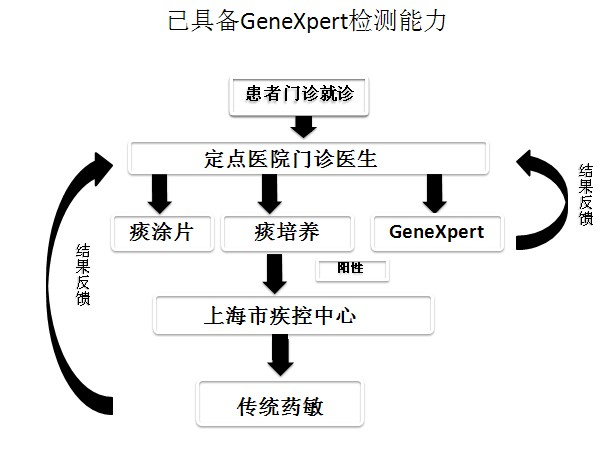 已具备GeneXpert检测能力
患者门诊就诊
定点医院门诊医生
痰涂片
痰培养
GeneXpert
结果反馈
阳性
结果反馈
上海市疾控中心
传统药敏